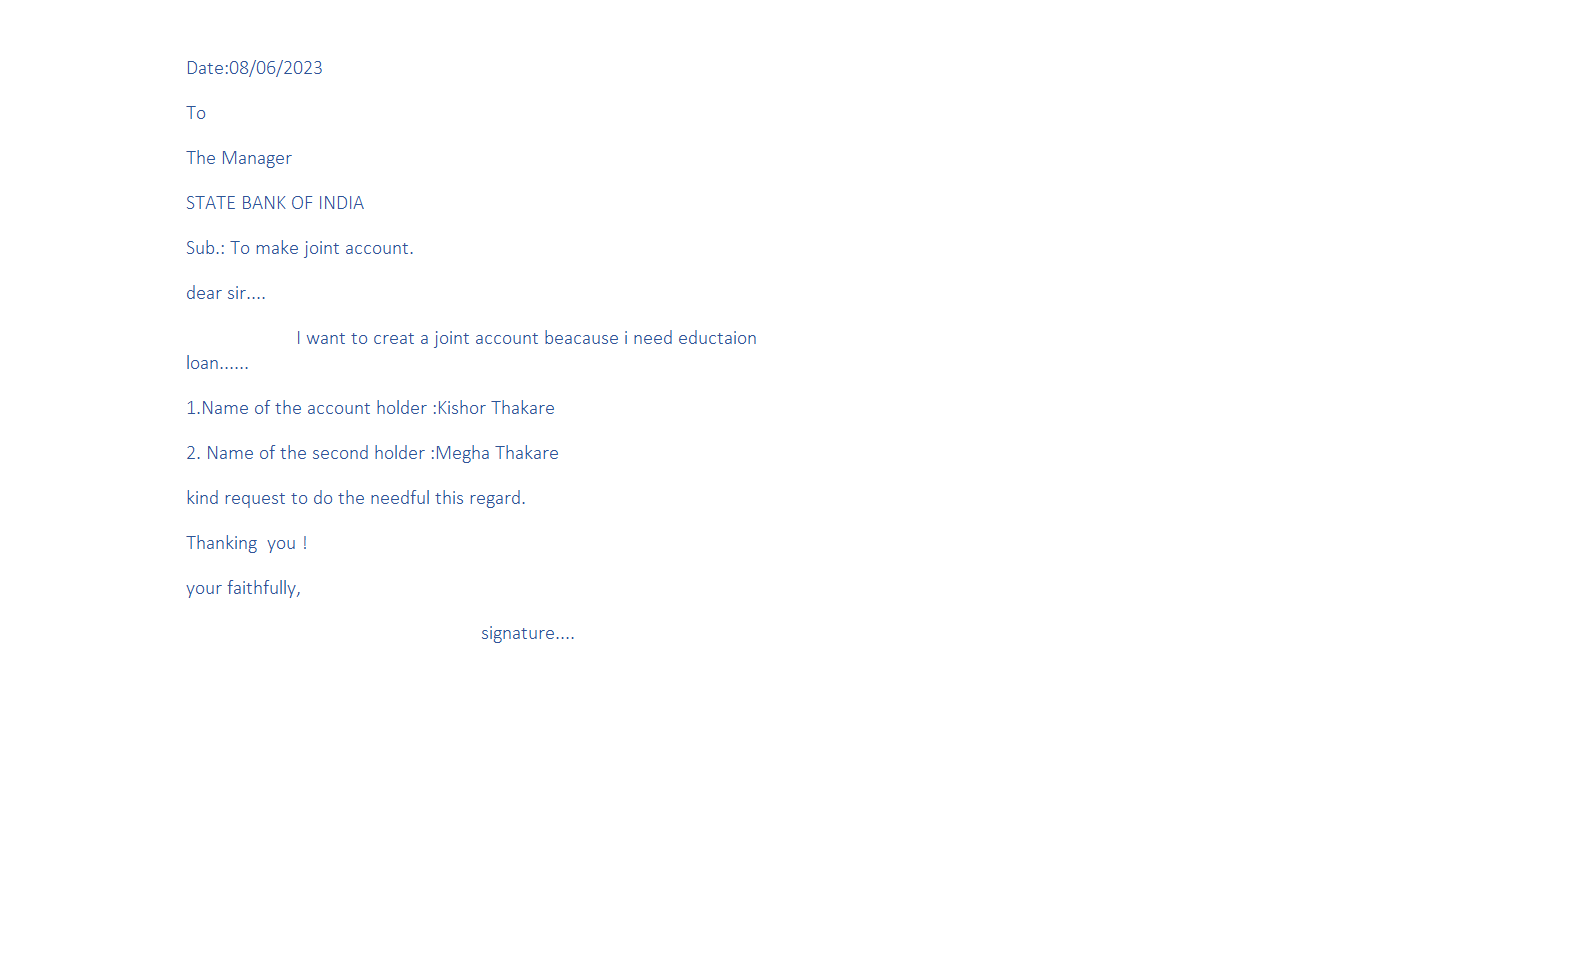 Date:08/06/2023
To
The Manager
STATE BANK OF INDIA
Sub.: To make joint account.
dear sir....
I want to creat a joint account beacause i need eductaion
loan......
1.Name of the account holder :Kishor Thakare
2. Name of the second holder :Megha Thakare
kind request to do the needful this regard.
Thanking  you !
your faithfully,
signature....